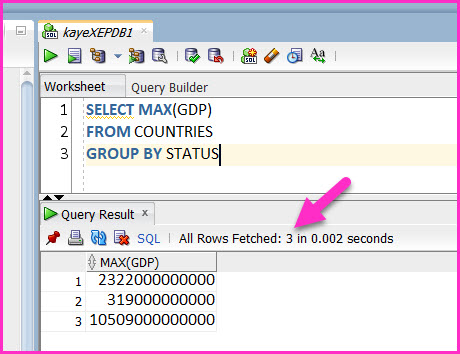 kayeXEPDB1
Worksheet Query Builder
1 SELECT MAX(GDP)
2 FROM COUNTRIES
3 GROUP BY STATUS
Query Result x
SQL | All Rows Fetched: 3 in 0.002 seconds
MAX(GDP)
1 2322000000000
2 319000000000
3 10509000000000